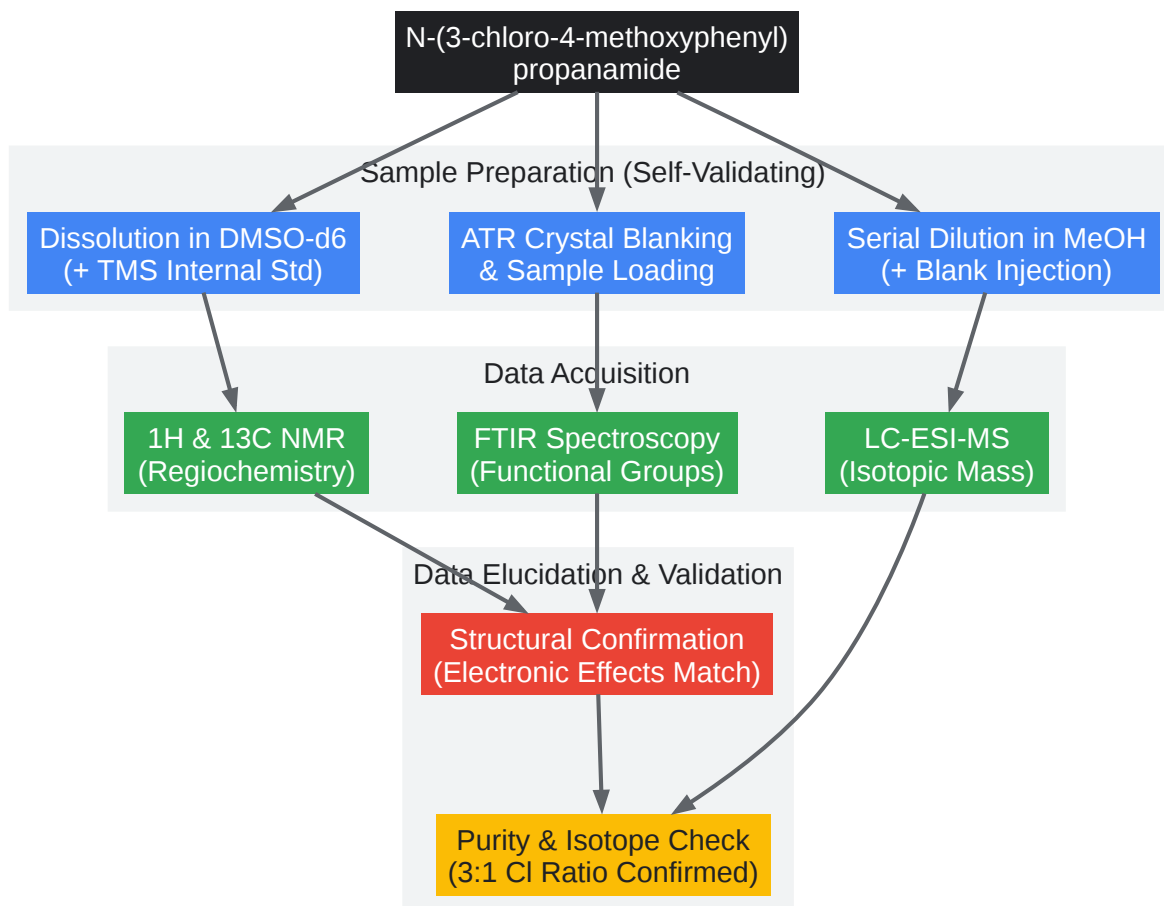 N-(3-chloro-4-methoxyphenyl)
propanamide
Sample Preparation (Self-Validating)
Dissolution in DMSO-d6
(+ TMS Internal Std)
ATR Crystal Blanking
& Sample Loading
Serial Dilution in MeOH
(+ Blank Injection)
Data Acquisition
1H & 13C NMR
(Regiochemistry)
FTIR Spectroscopy
(Functional Groups)
LC-ESI-MS
(Isotopic Mass)
Data Elucidation & Validation
Structural Confirmation
(Electronic Effects Match)
Purity & Isotope Check
(3:1 Cl Ratio Confirmed)